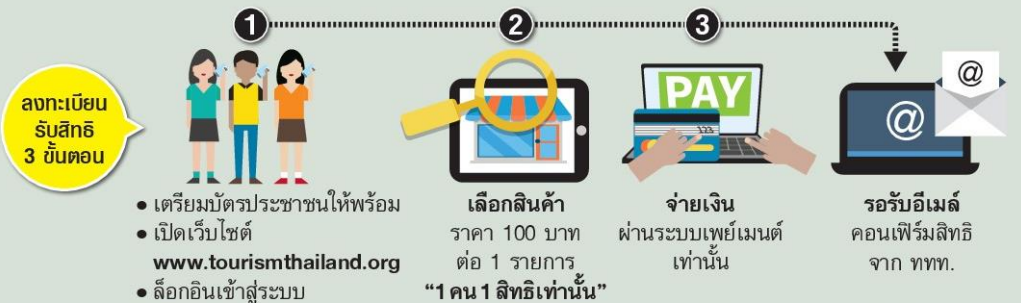 1
2
3
ลงทะเบียน
รับสิทธิ
3 ขั้นตอน
PAY
123
@
@
● เตรียมบัตรประชาชนให้พร้อม
● เปิดเว็บไซต์
www.tourismthailand.org
● ล็อกอินเข้าสู่ระบบ
เลือกสินค้า
ราคา 100 บาท
ต่อ 1 รายการ
“1 คน 1 สิทธิเท่านั้น”
จ่ายเงิน
ผ่านระบบเพย์เมนต์
เท่านั้น
รอรับอีเมล์
คอนเฟิร์มสิทธิ
จาก ททท.